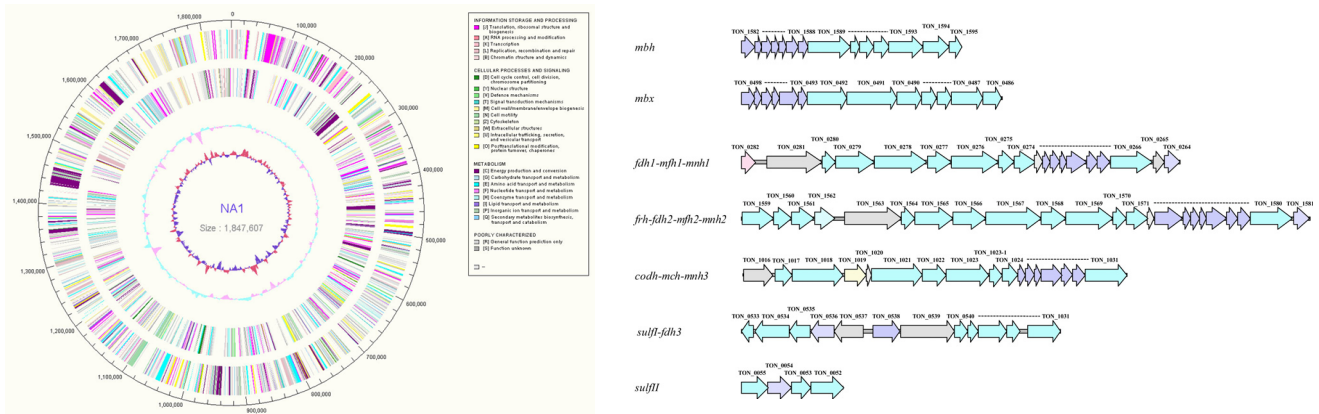 0
100,000
200,000
300,000
400,000
500,000
600,000
700,000
800,000
900,000
1,000,000
1,100,000
1,200,000
1,300,000
1,400,000
1,500,000
1,600,000
1,700,000
1,800,000
NA1
Size : 1,847,607
INFORMATION STORAGE AND PROCESSING
[J] Translation, ribosomal structure and
biogenesis
[A] RNA processing and modification
[K] Transcription
[L] Replication, recombination and repair
[B] Chromatin structure and dynamics
CELLULAR PROCESSES AND SIGNALING
[D] Cell cycle control, cell division,
chromosome partitioning
[Y] Nuclear structure
[V] Defense mechanisms
[T] Signal transduction mechanisms
[M] Cell wall/membrane/envelope biogenesis
[N] Cell motility
[Z] Cytoskeleton
[W] Extracellular structures
[U] Intracellular trafficking, secretion,
and vesicular transport
[O] Posttranslational modification,
protein turnover, chaperones
METABOLISM
[C] Energy production and conversion
[G] Carbohydrate transport and metabolism
[E] Amino acid transport and metabolism
[F] Nucleotide transport and metabolism
[H] Coenzyme transport and metabolism
[I] Lipid transport and metabolism
[P] Inorganic ion transport and metabolism
[Q] Secondary metabolites biosynthesis,
transport and catabolism
POORLY CHARACTERIZED
[R] General function prediction only
[S] Function unknown
--
mbh
TON_1582 TON_1588 TON_1589 TON_1593 TON_1594 TON_1595
mbx
TON_0498 TON_0493 TON_0492 TON_0491 TON_0490 TON_0487 TON_0486
fdh1-mfh1-mnh1
TON_0282 TON_0281 TON_0280 TON_0279 TON_0278 TON_0277 TON_0276 TON_0275 TON_0274 TON_0266 TON_0265 TON_0264
frh-fdh2-mfh2-mnh2
TON_1559 TON_1560 TON_1561 TON_1562 TON_1563 TON_1564 TON_1565 TON_1566 TON_1567 TON_1568 TON_1569 TON_1570 TON_1571 TON_1580 TON_1581
codh-mch-mnh3
TON_1016 TON_1017 TON_1018 TON_1019 TON_1020 TON_1021 TON_1022 TON_1023 TON_1023-1 TON_1024 TON_1031
sulfI-fdh3
TON_0533 TON_0534 TON_0535 TON_0536 TON_0537 TON_0538 TON_0539 TON_0540 TON_1031
sulfII
TON_0055 TON_0054 TON_0053 TON_0052